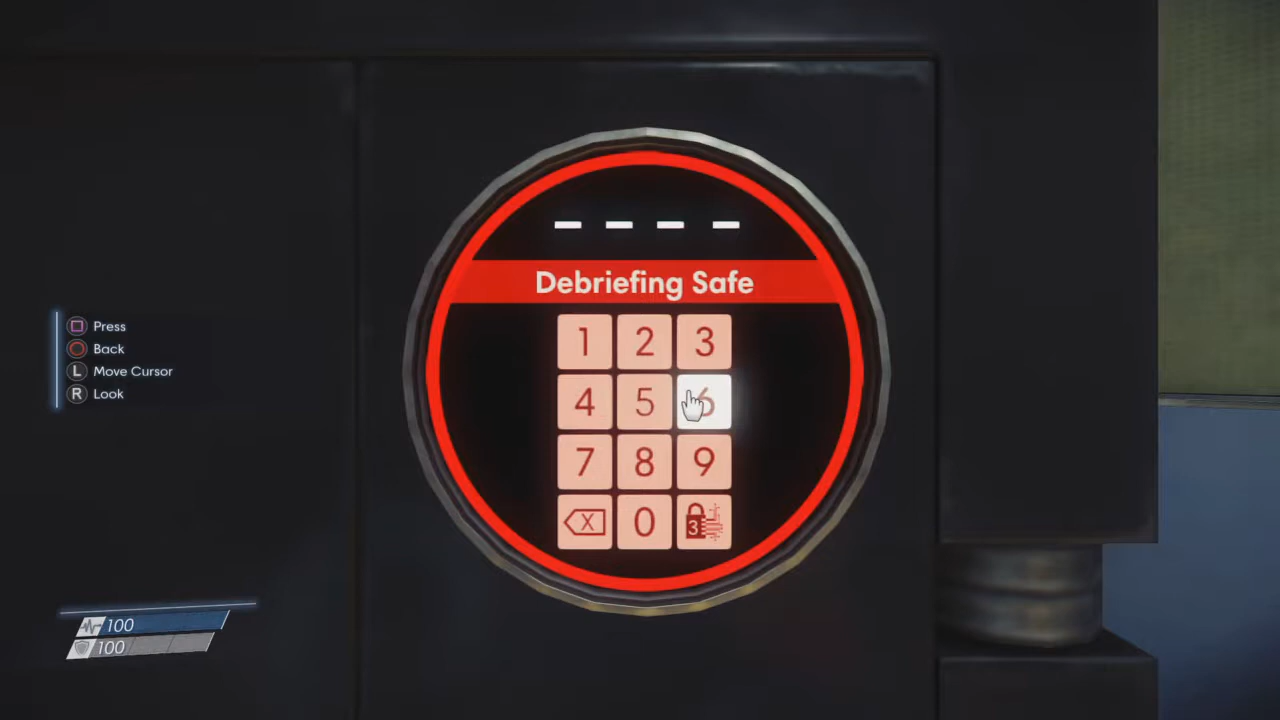 Debriefing Safe
1 2 3
Press
Back
4 5 6
Move Cursor
Look
7 8 9
X 0 3
100
100